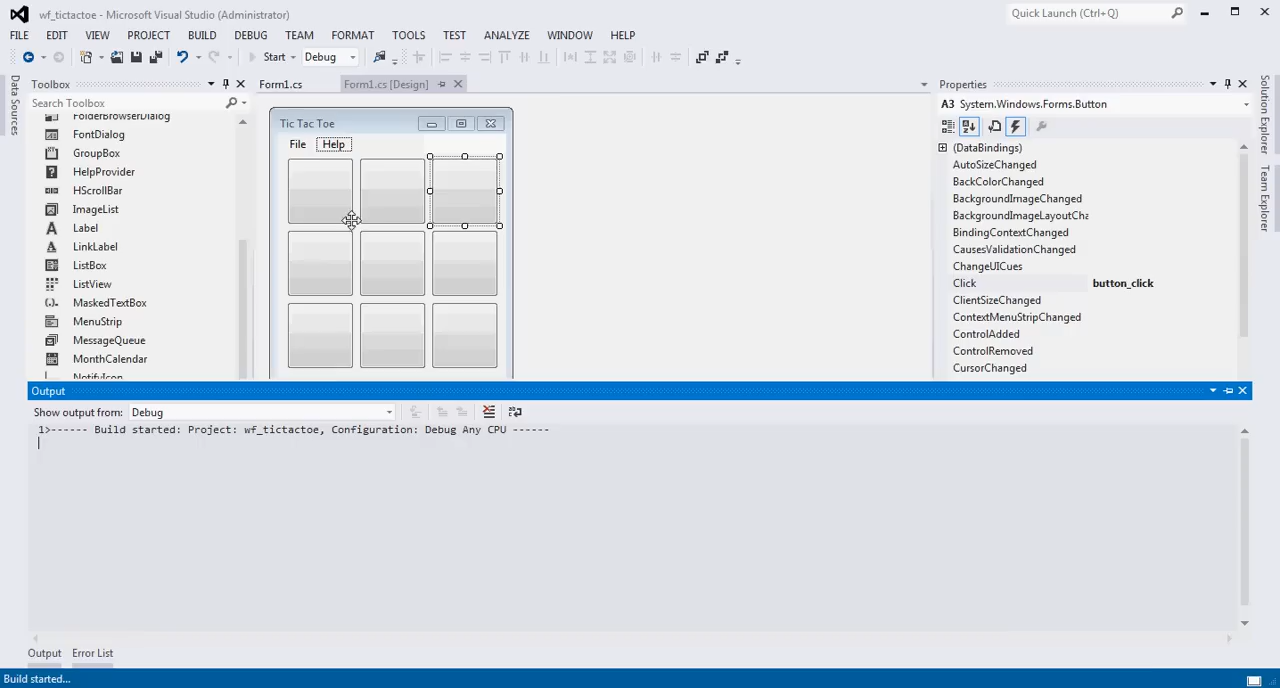 wf_tictactoe - Microsoft Visual Studio (Administrator)
Quick Launch (Ctrl+Q)
FILE EDIT VIEW PROJECT BUILD DEBUG TEAM FORMAT TOOLS TEST ANALYZE WINDOW HELP
Start Debug
Data Sources
Toolbox
Search Toolbox
FolderBrowserDialog
FontDialog
GroupBox
HelpProvider
HScrollBar
ImageList
Label
LinkLabel
ListBox
ListView
MaskedTextBox
MenuStrip
MessageQueue
MonthCalendar
NotifyIcon
Form1.cs Form1.cs [Design]
Tic Tac Toe
File Help
Properties
A3 System.Windows.Forms.Button
(DataBindings)
AutoSizeChanged
BackColorChanged
BackgroundImageChanged
BackgroundImageLayoutCha
BindingContextChanged
CausesValidationChanged
ChangeUICues
Click button_click
ClientSizeChanged
ContextMenuStripChanged
ControlAdded
ControlRemoved
CursorChanged
Solution Explorer
Team Explorer
Output
Show output from: Debug
1>------ Build started: Project: wf_tictactoe, Configuration: Debug Any CPU ------
Output Error List
Build started...